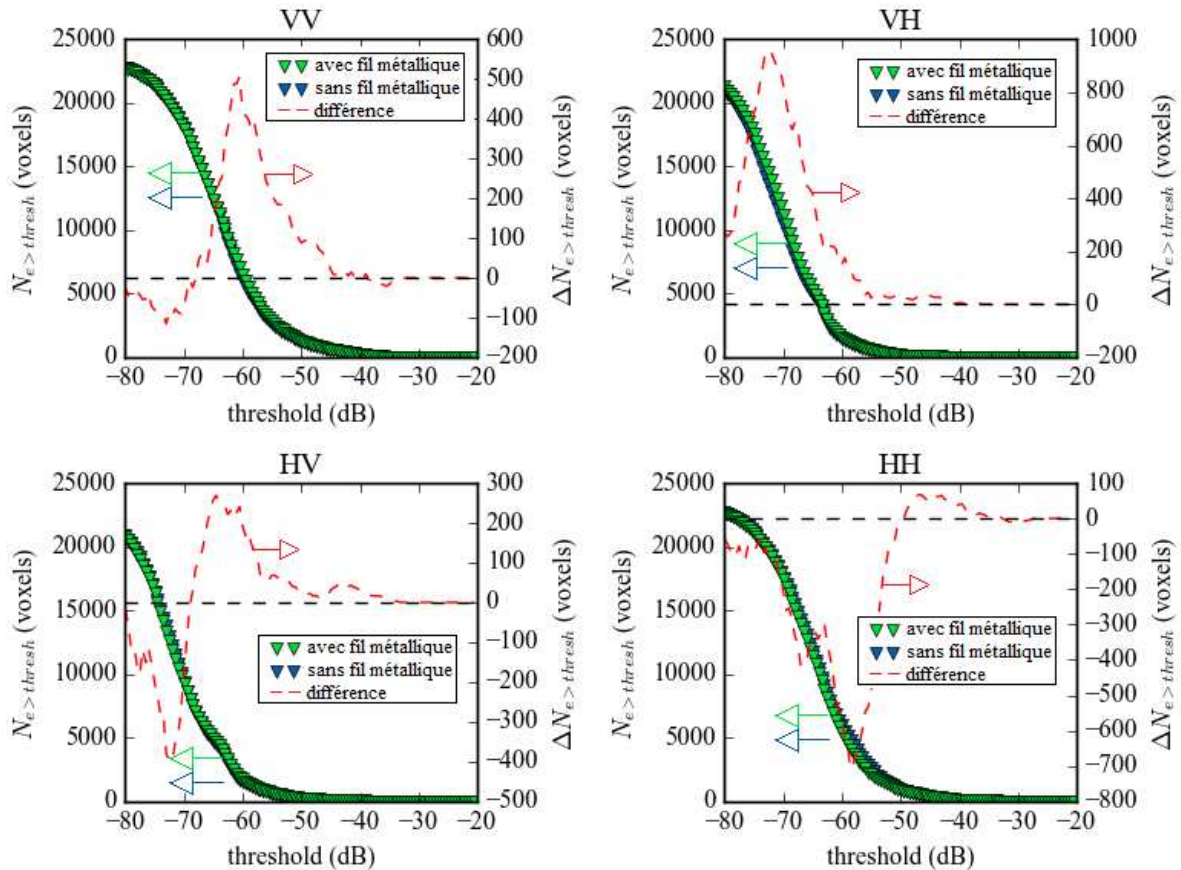 VV
25000
20000
15000
10000
5000
0
N_{e>thresh} (voxels)
600
500
400
300
200
100
0
−100
−200
ΔN_{e>thresh} (voxels)
avec fil métallique
sans fil métallique
différence
−80 −70 −60 −50 −40 −30 −20
threshold (dB)
VH
25000
20000
15000
10000
5000
0
N_{e>thresh} (voxels)
1000
800
600
400
200
0
−200
ΔN_{e>thresh} (voxels)
avec fil métallique
sans fil métallique
différence
−80 −70 −60 −50 −40 −30 −20
threshold (dB)
HV
25000
20000
15000
10000
5000
0
N_{e>thresh} (voxels)
300
200
100
0
−100
−200
−300
−400
−500
ΔN_{e>thresh} (voxels)
avec fil métallique
sans fil métallique
différence
−80 −70 −60 −50 −40 −30 −20
threshold (dB)
HH
25000
20000
15000
10000
5000
0
N_{e>thresh} (voxels)
100
0
−100
−200
−300
−400
−500
−600
−700
−800
ΔN_{e>thresh} (voxels)
avec fil métallique
sans fil métallique
différence
−80 −70 −60 −50 −40 −30 −20
threshold (dB)